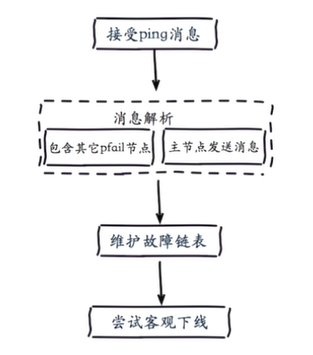 接受ping消息
消息解析
包含其它pfail节点
主节点发送消息
维护故障链表
尝试客观下线